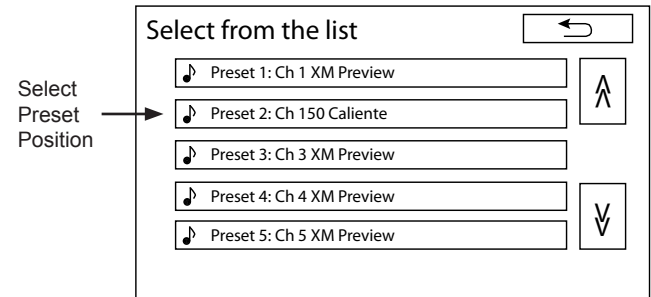 Select from the list
Preset 1: Ch 1 XM Preview
Select
Preset
Position
Preset 2: Ch 150 Caliente
Preset 3: Ch 3 XM Preview
Preset 4: Ch 4 XM Preview
Preset 5: Ch 5 XM Preview